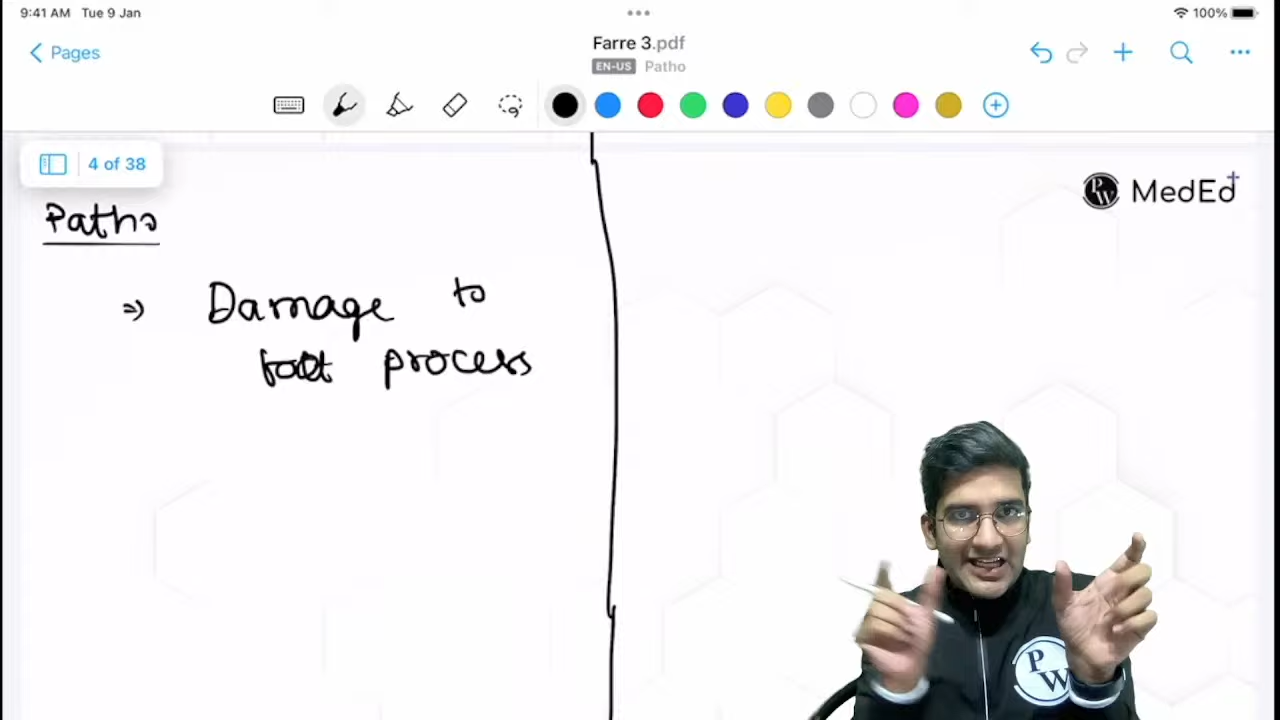 9:41 AM Tue 9 Jan
100%
Pages
Farre 3.pdf
EN-US Patho
4 of 38
PW MedEd
Patho
⇒ Damage to
foot process
PW